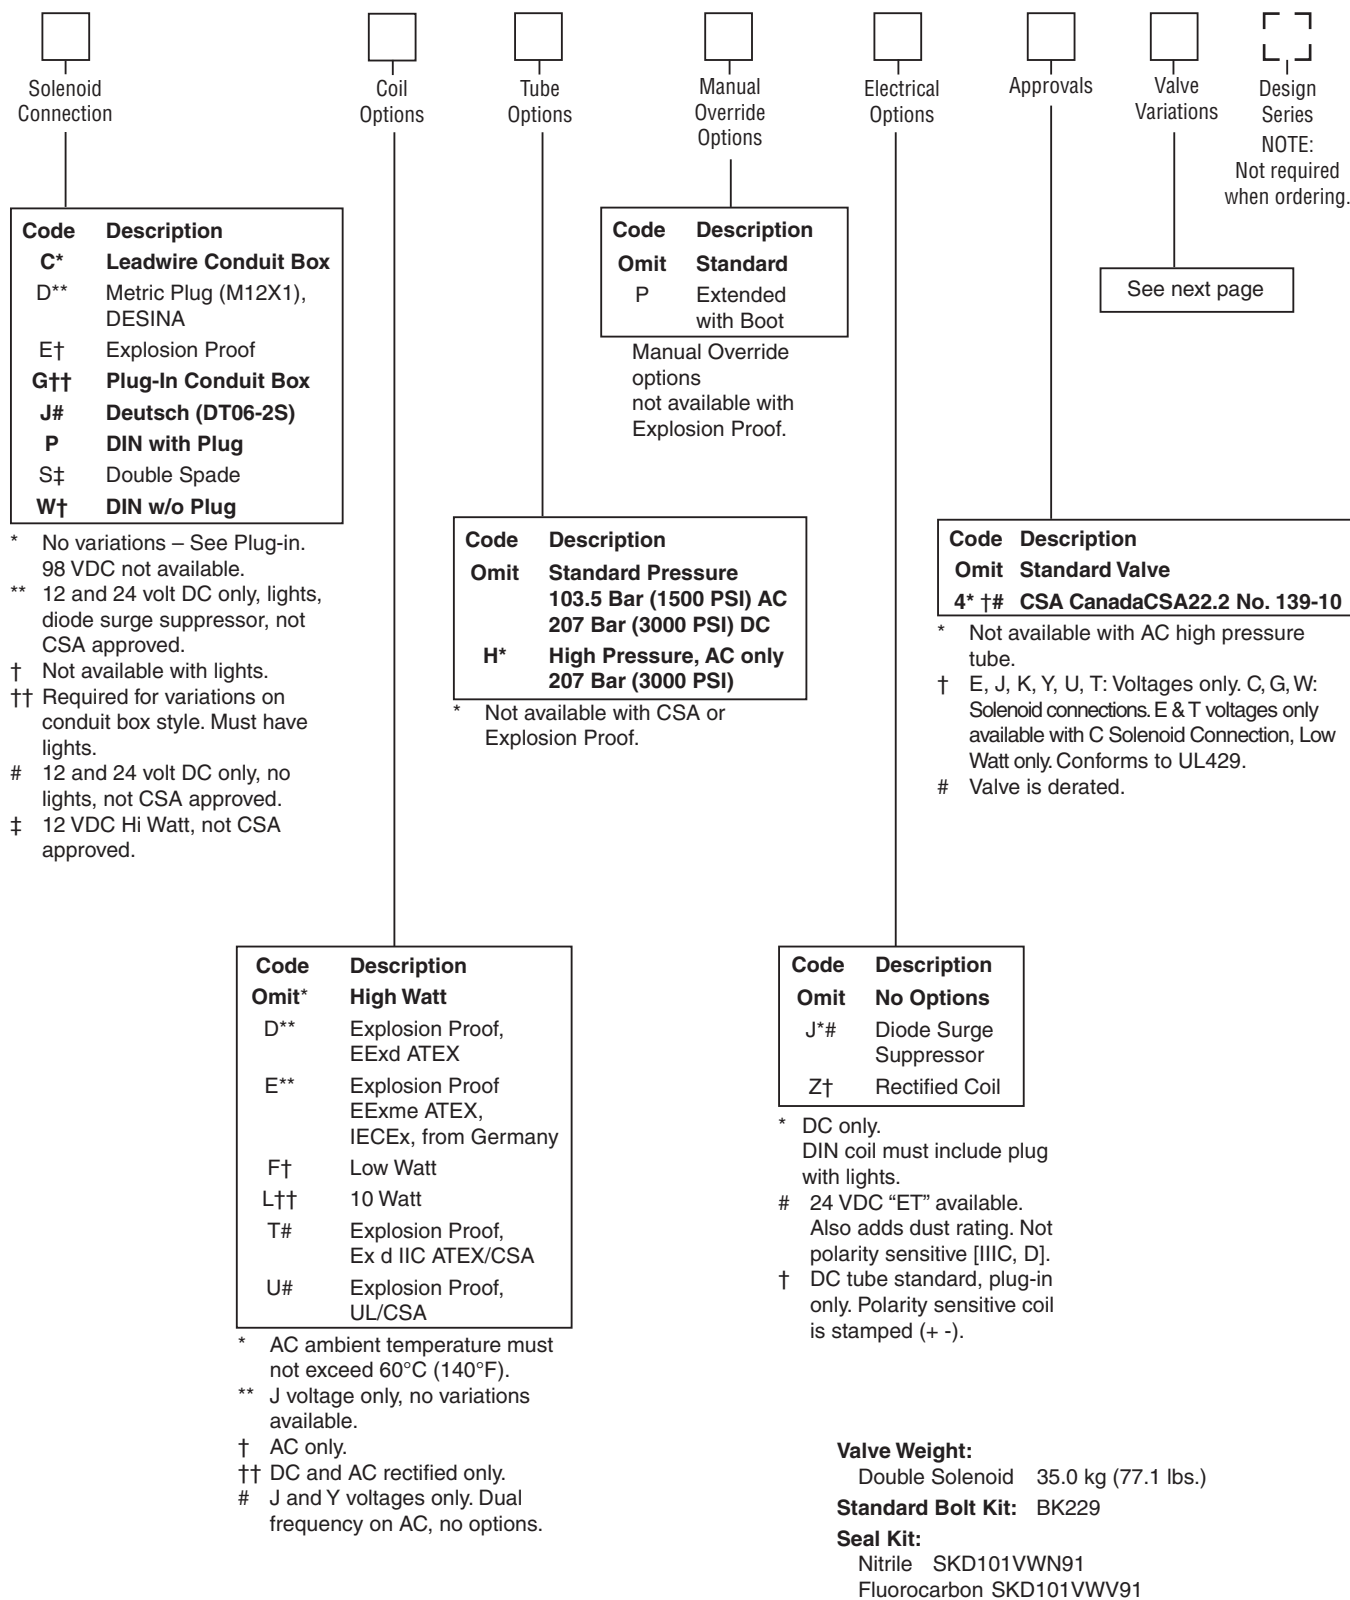 Solenoid
Connection
Coil
Options
Tube
Options
Manual
Override
Options
Electrical
Options
Approvals
Valve
Variations
Design
Series
NOTE:
Not required
when ordering.
Code Description
C* Leadwire Conduit Box
D** Metric Plug (M12X1),
DESINA
E† Explosion Proof
G†† Plug-In Conduit Box
J# Deutsch (DT06-2S)
P DIN with Plug
S‡ Double Spade
W† DIN w/o Plug
* No variations – See Plug-in.
98 VDC not available.
** 12 and 24 volt DC only, lights,
diode surge suppressor, not
CSA approved.
† Not available with lights.
†† Required for variations on
conduit box style. Must have
lights.
# 12 and 24 volt DC only, no
lights, not CSA approved.
‡ 12 VDC Hi Watt, not CSA
approved.
Code Description
Omit Standard
P Extended
with Boot
Manual Override
options
not available with
Explosion Proof.
See next page
Code Description
Omit Standard Pressure
103.5 Bar (1500 PSI) AC
207 Bar (3000 PSI) DC
H* High Pressure, AC only
207 Bar (3000 PSI)
* Not available with CSA or
Explosion Proof.
Code Description
Omit Standard Valve
4* †# CSA CanadaCSA22.2 No. 139-10
* Not available with AC high pressure
tube.
† E, J, K, Y, U, T: Voltages only. C, G, W:
Solenoid connections. E & T voltages only
available with C Solenoid Connection, Low
Watt only. Conforms to UL429.
# Valve is derated.
Code Description
Omit* High Watt
D** Explosion Proof,
EExd ATEX
E** Explosion Proof
EExme ATEX,
IECEx, from Germany
F† Low Watt
L†† 10 Watt
T# Explosion Proof,
Ex d IIC ATEX/CSA
U# Explosion Proof,
UL/CSA
* AC ambient temperature must
not exceed 60°C (140°F).
** J voltage only, no variations
available.
† AC only.
†† DC and AC rectified only.
# J and Y voltages only. Dual
frequency on AC, no options.
Code Description
Omit No Options
J*# Diode Surge
Suppressor
Z† Rectified Coil
* DC only.
DIN coil must include plug
with lights.
# 24 VDC “ET” available.
Also adds dust rating. Not
polarity sensitive [IIIC, D].
† DC tube standard, plug-in
only. Polarity sensitive coil
is stamped (+ -).
Valve Weight:
Double Solenoid 35.0 kg (77.1 lbs.)
Standard Bolt Kit: BK229
Seal Kit:
Nitrile SKD101VWN91
Fluorocarbon SKD101VWV91